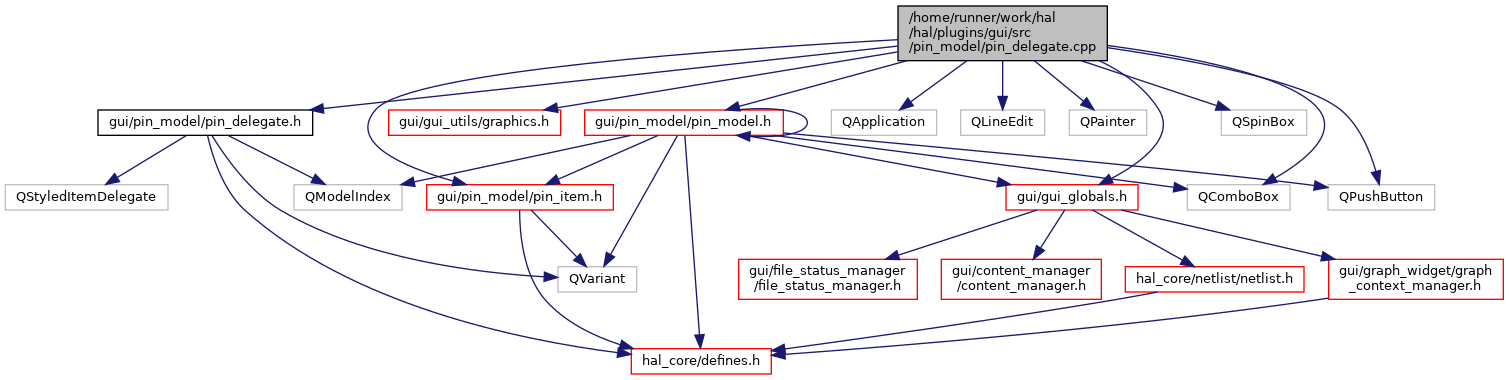 /home/runner/work/hal
/hal/plugins/gui/src
/pin_model/pin_delegate.cpp
gui/pin_model/pin_delegate.h
gui/gui_utils/graphics.h
gui/pin_model/pin_model.h
QApplication
QLineEdit
QPainter
QSpinBox
QStyledItemDelegate
QModelIndex
gui/pin_model/pin_item.h
gui/gui_globals.h
QComboBox
QPushButton
QVariant
gui/file_status_manager
/file_status_manager.h
gui/content_manager
/content_manager.h
hal_core/netlist/netlist.h
gui/graph_widget/graph
_context_manager.h
hal_core/defines.h